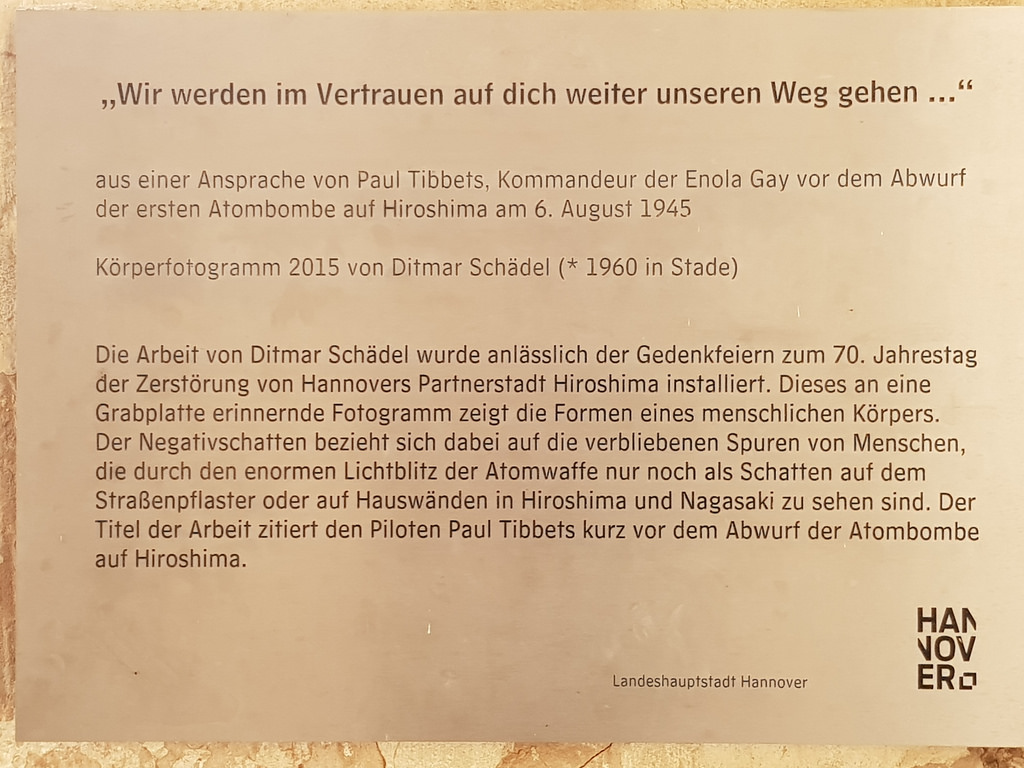 „Wir werden im Vertrauen auf dich weiter unseren Weg gehen ...“
aus einer Ansprache von Paul Tibbets, Kommandeur der Enola Gay vor dem Abwurf
der ersten Atombombe auf Hiroshima am 6. August 1945
Körperfotogramm 2015 von Ditmar Schädel (* 1960 in Stade)
Die Arbeit von Ditmar Schädel wurde anlässlich der Gedenkfeiern zum 70. Jahrestag
der Zerstörung von Hannovers Partnerstadt Hiroshima installiert. Dieses an eine
Grabplatte erinnernde Fotogramm zeigt die Formen eines menschlichen Körpers.
Der Negativschatten bezieht sich dabei auf die verbliebenen Spuren von Menschen,
die durch den enormen Lichtblitz der Atomwaffe nur noch als Schatten auf dem
Straßenpflaster oder auf Hauswänden in Hiroshima und Nagasaki zu sehen sind. Der
Titel der Arbeit zitiert den Piloten Paul Tibbets kurz vor dem Abwurf der Atombombe
auf Hiroshima.
Landeshauptstadt Hannover
HAN
NOV
ER